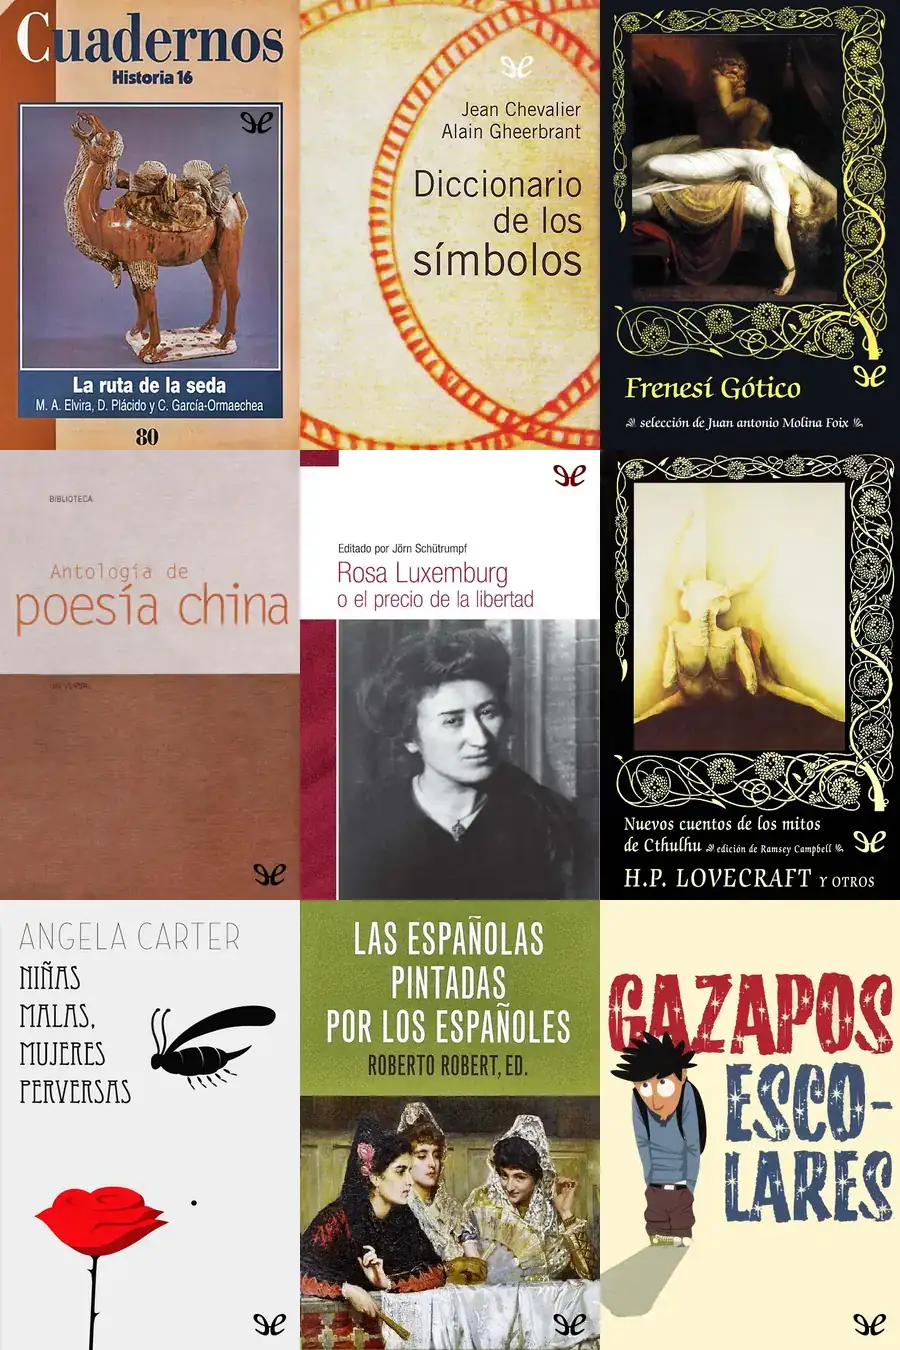 Cuadernos
Historia 16
La ruta de la seda
M. A. Elvira, D. Plácido y C. García-Ormaechea
80
Jean Chevalier
Alain Gheerbrant
Diccionario
de los
símbolos
Frenesí Gótico
selección de Juan antonio Molina Foix
BIBLIOTECA
Antología de
poesía china
UNIVERSAL
Editado por Jörn Schütrumpf
Rosa Luxemburg
o el precio de la libertad
Nuevos cuentos de los mitos
de Cthulhu edición de Ramsey Campbell
H.P. LOVECRAFT Y OTROS
ANGELA CARTER
NIÑAS
MALAS,
MUJERES
PERVERSAS
LAS ESPAÑOLAS
PINTADAS
POR LOS ESPAÑOLES
ROBERTO ROBERT, ED.
GAZAPOS
ESCO-
LARES